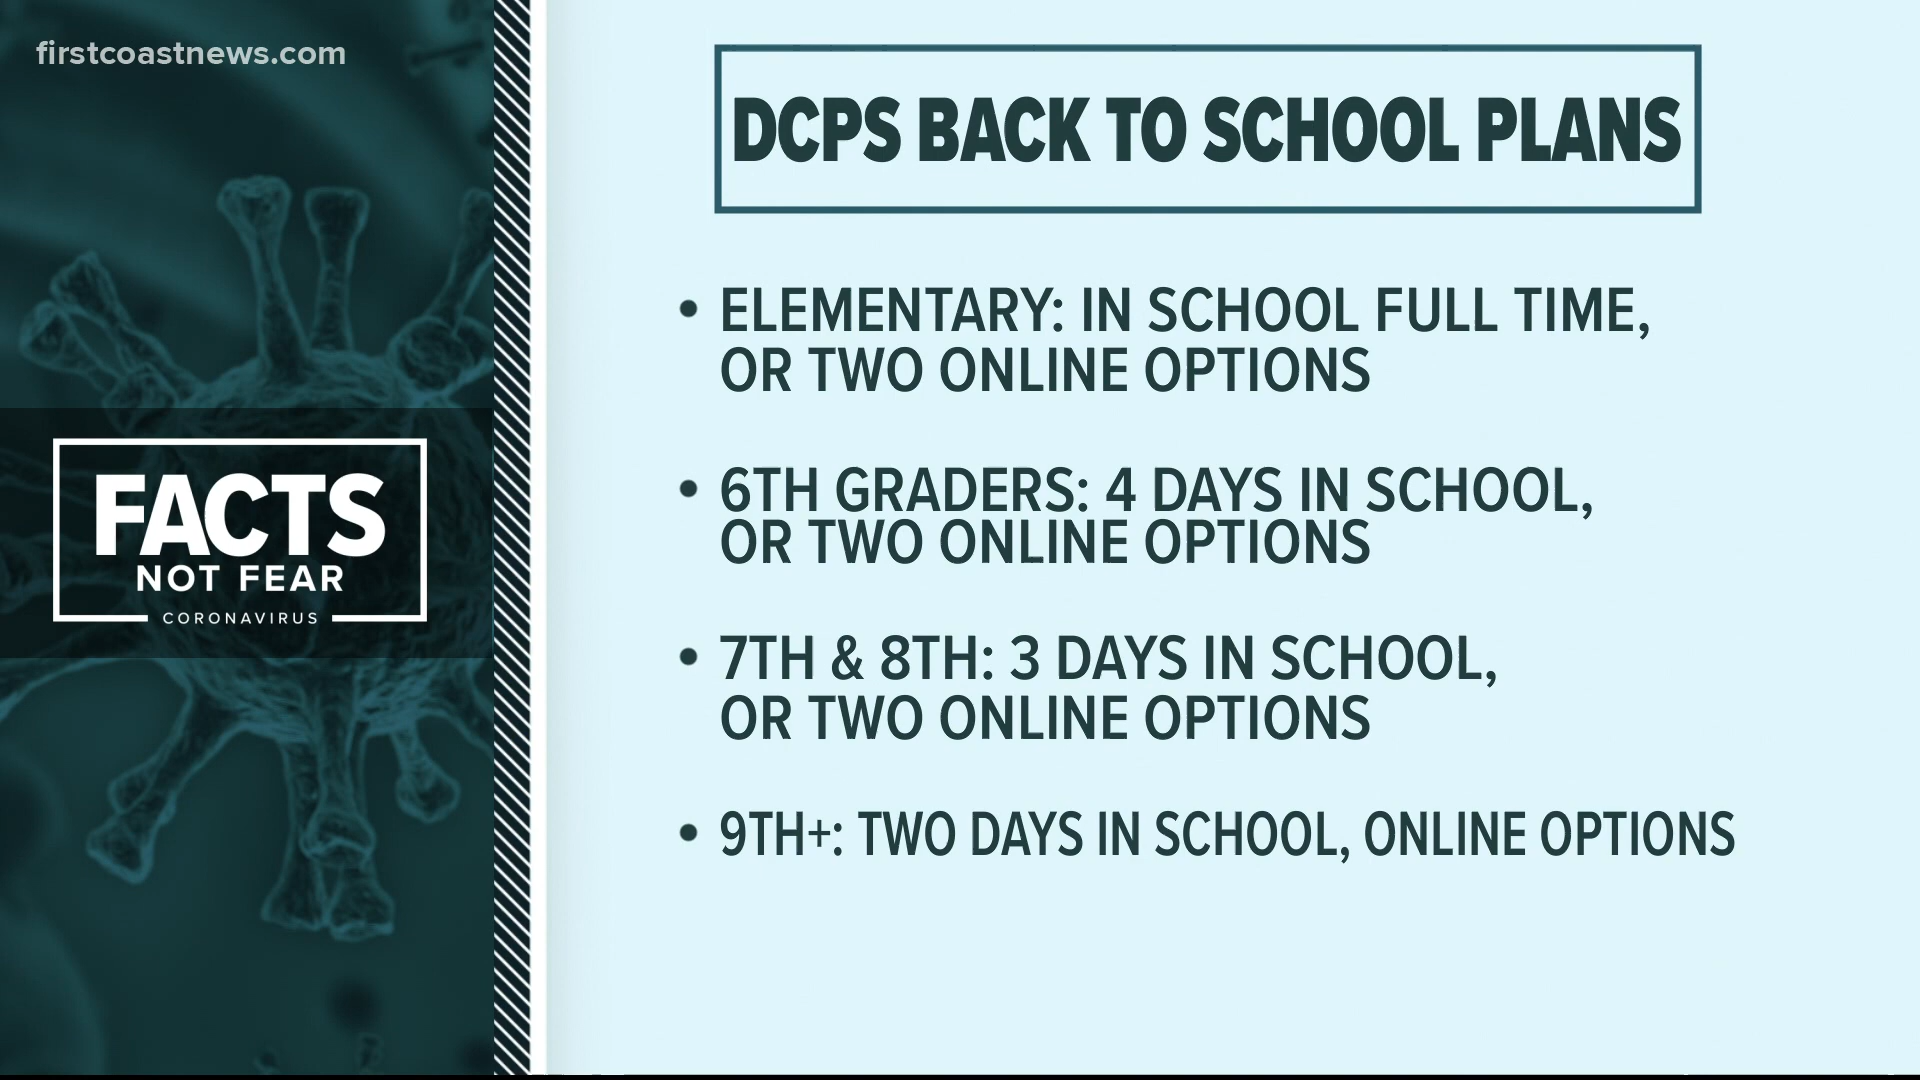 firstcoastnews.com
FACTS
NOT FEAR
CORONAVIRUS
DCPS BACK TO SCHOOL PLANS
• ELEMENTARY: IN SCHOOL FULL TIME,
OR TWO ONLINE OPTIONS
• 6TH GRADERS: 4 DAYS IN SCHOOL,
OR TWO ONLINE OPTIONS
• 7TH & 8TH: 3 DAYS IN SCHOOL,
OR TWO ONLINE OPTIONS
• 9TH+: TWO DAYS IN SCHOOL, ONLINE OPTIONS